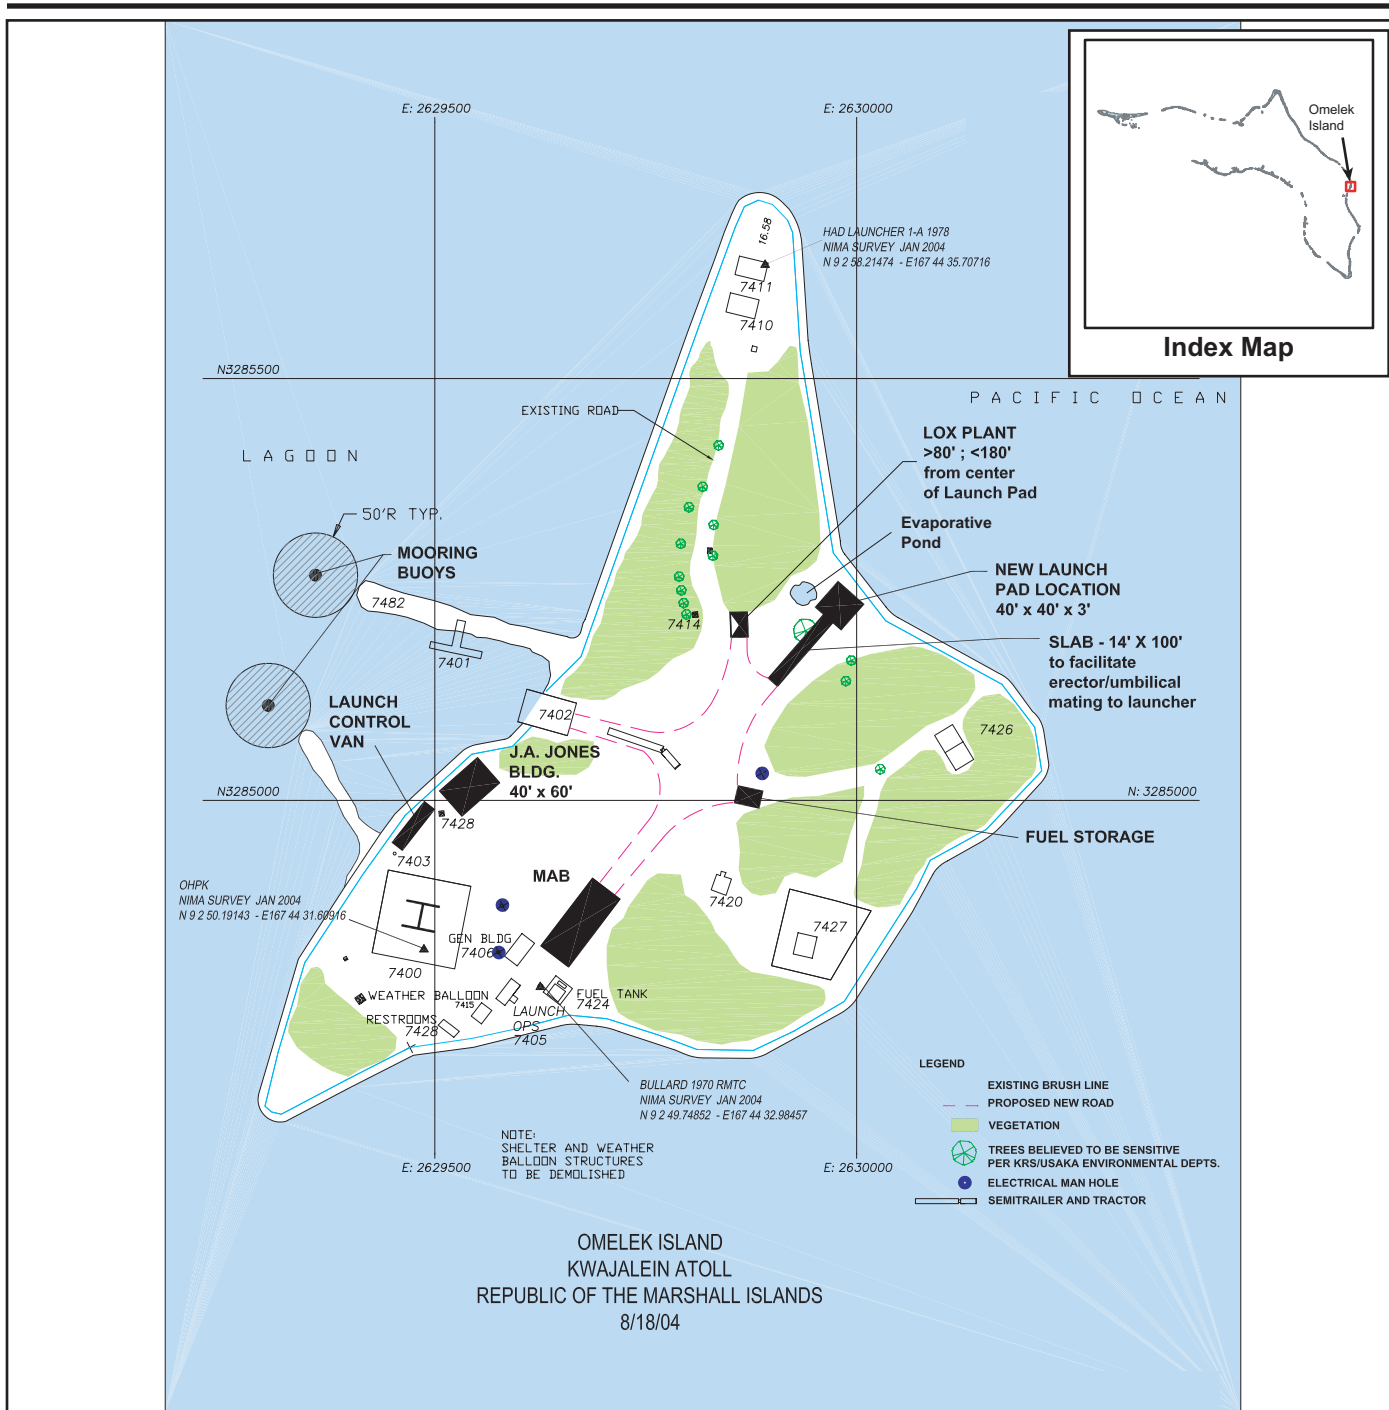 E: 2629500
E: 2630000
Omelek
Island
Index Map
16.58
HAD LAUNCHER 1-A 1978
NIMA SURVEY JAN 2004
N 9 2 58.21474 - E167 44 35.70716
7411
7410
N3285500
PACIFIC OCEAN
EXISTING ROAD
LAGOON
LOX PLANT
>80' ; <180'
from center
of Launch Pad
50'R TYP.
Evaporative
Pond
MOORING
BUOYS
NEW LAUNCH
PAD LOCATION
40' x 40' x 3'
7482
7414
7401
SLAB - 14' X 100'
to facilitate
erector/umbilical
mating to launcher
LAUNCH
CONTROL
VAN
7402
7426
J.A. JONES
BLDG.
40' x 60'
N3285000
N: 3285000
7428
FUEL STORAGE
7403
MAB
OHPK
NIMA SURVEY JAN 2004
N 9 2 50.19143 - E167 44 31.60916
7420
7427
GEN BLDG
7406
7400
WEATHER BALLOON
7415
FUEL TANK
7424
RESTROOMS
7428
LAUNCH
OPS
7405
BULLARD 1970 RMTC
NIMA SURVEY JAN 2004
N 9 2 49.74852 - E167 44 32.98457
NOTE:
SHELTER AND WEATHER
BALLOON STRUCTURES
TO BE DEMOLISHED
E: 2629500
E: 2630000
LEGEND
EXISTING BRUSH LINE
PROPOSED NEW ROAD
VEGETATION
TREES BELIEVED TO BE SENSITIVE
PER KRS/USAKA ENVIRONMENTAL DEPTS.
ELECTRICAL MAN HOLE
SEMITRAILER AND TRACTOR
OMELEK ISLAND
KWAJALEIN ATOLL
REPUBLIC OF THE MARSHALL ISLANDS
8/18/04